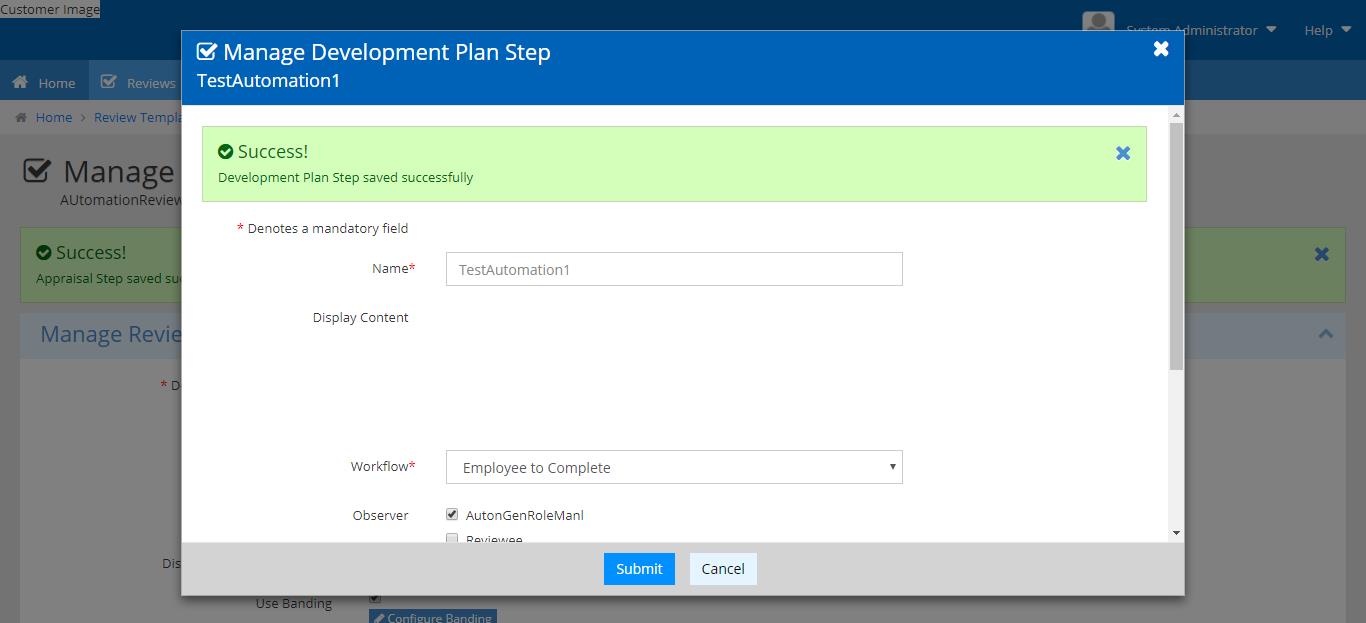 Customer Image
System Administrator
Help
Home
Reviews
Home > Review Templa
Manage
AUtomationReview
Success!
Appraisal Step saved su
Manage Revie
* D
Dis
Use Banding
Configure Banding
Manage Development Plan Step
TestAutomation1
Success!
Development Plan Step saved successfully
* Denotes a mandatory field
Name*
TestAutomation1
Display Content
Workflow*
Employee to Complete
Observer
AutonGenRoleManl
Reviewee
Submit
Cancel